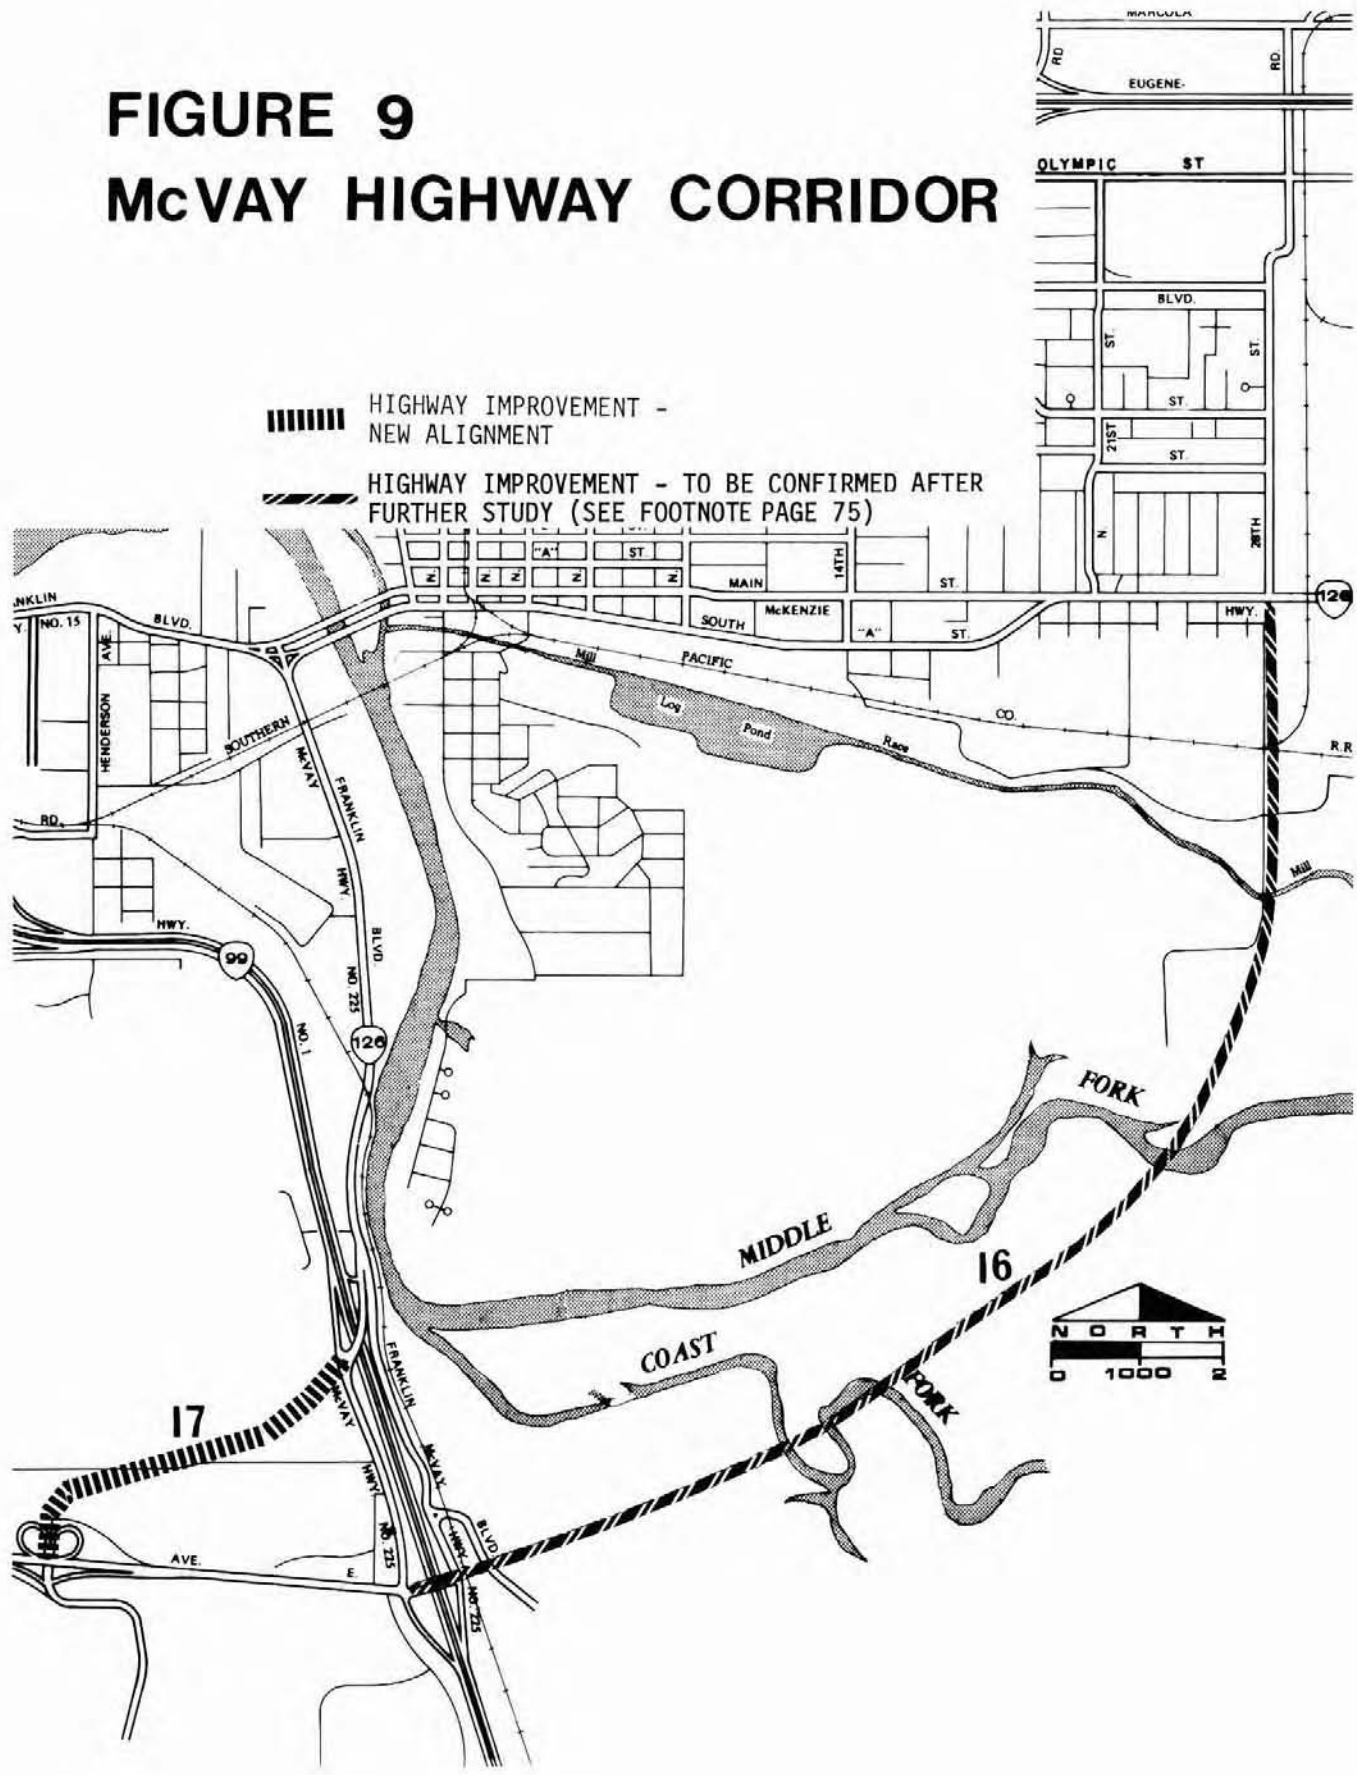 FIGURE 9
McVAY HIGHWAY CORRIDOR
HIGHWAY IMPROVEMENT -
NEW ALIGNMENT
HIGHWAY IMPROVEMENT - TO BE CONFIRMED AFTER
FURTHER STUDY (SEE FOOTNOTE PAGE 75)
MARCOLA
RD
RD.
EUGENE-
OLYMPIC ST
BLVD.
ST.
ST.
ST.
21ST
ST.
N.
28TH
"A" ST.
N.
N.
N.
N.
N.
14TH
MAIN ST.
126
HWY.
McKENZIE
SOUTH "A" ST.
NKLIN BLVD.
Y. NO. 15
AVE.
HENDERSON
RD.
SOUTHERN PACIFIC CO. R.R
Mill Race
Log Pond
Mill
McVAY
FRANKLIN
HWY.
BLVD.
NO. 225
126
HWY.
99
NO. 1
FORK
MIDDLE
16
COAST
FORK
NORTH
0 1000 2
17
FRANKLIN
McVAY
HWY.
NO. 225
McVAY
HWY.
BLVD.
NO. 225
AVE. E.